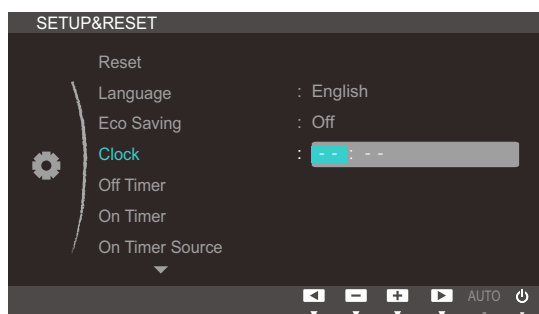 SETUP&RESET
Reset
Language : English
Eco Saving : Off
Clock : - - : - -
Off Timer
On Timer
On Timer Source
AUTO